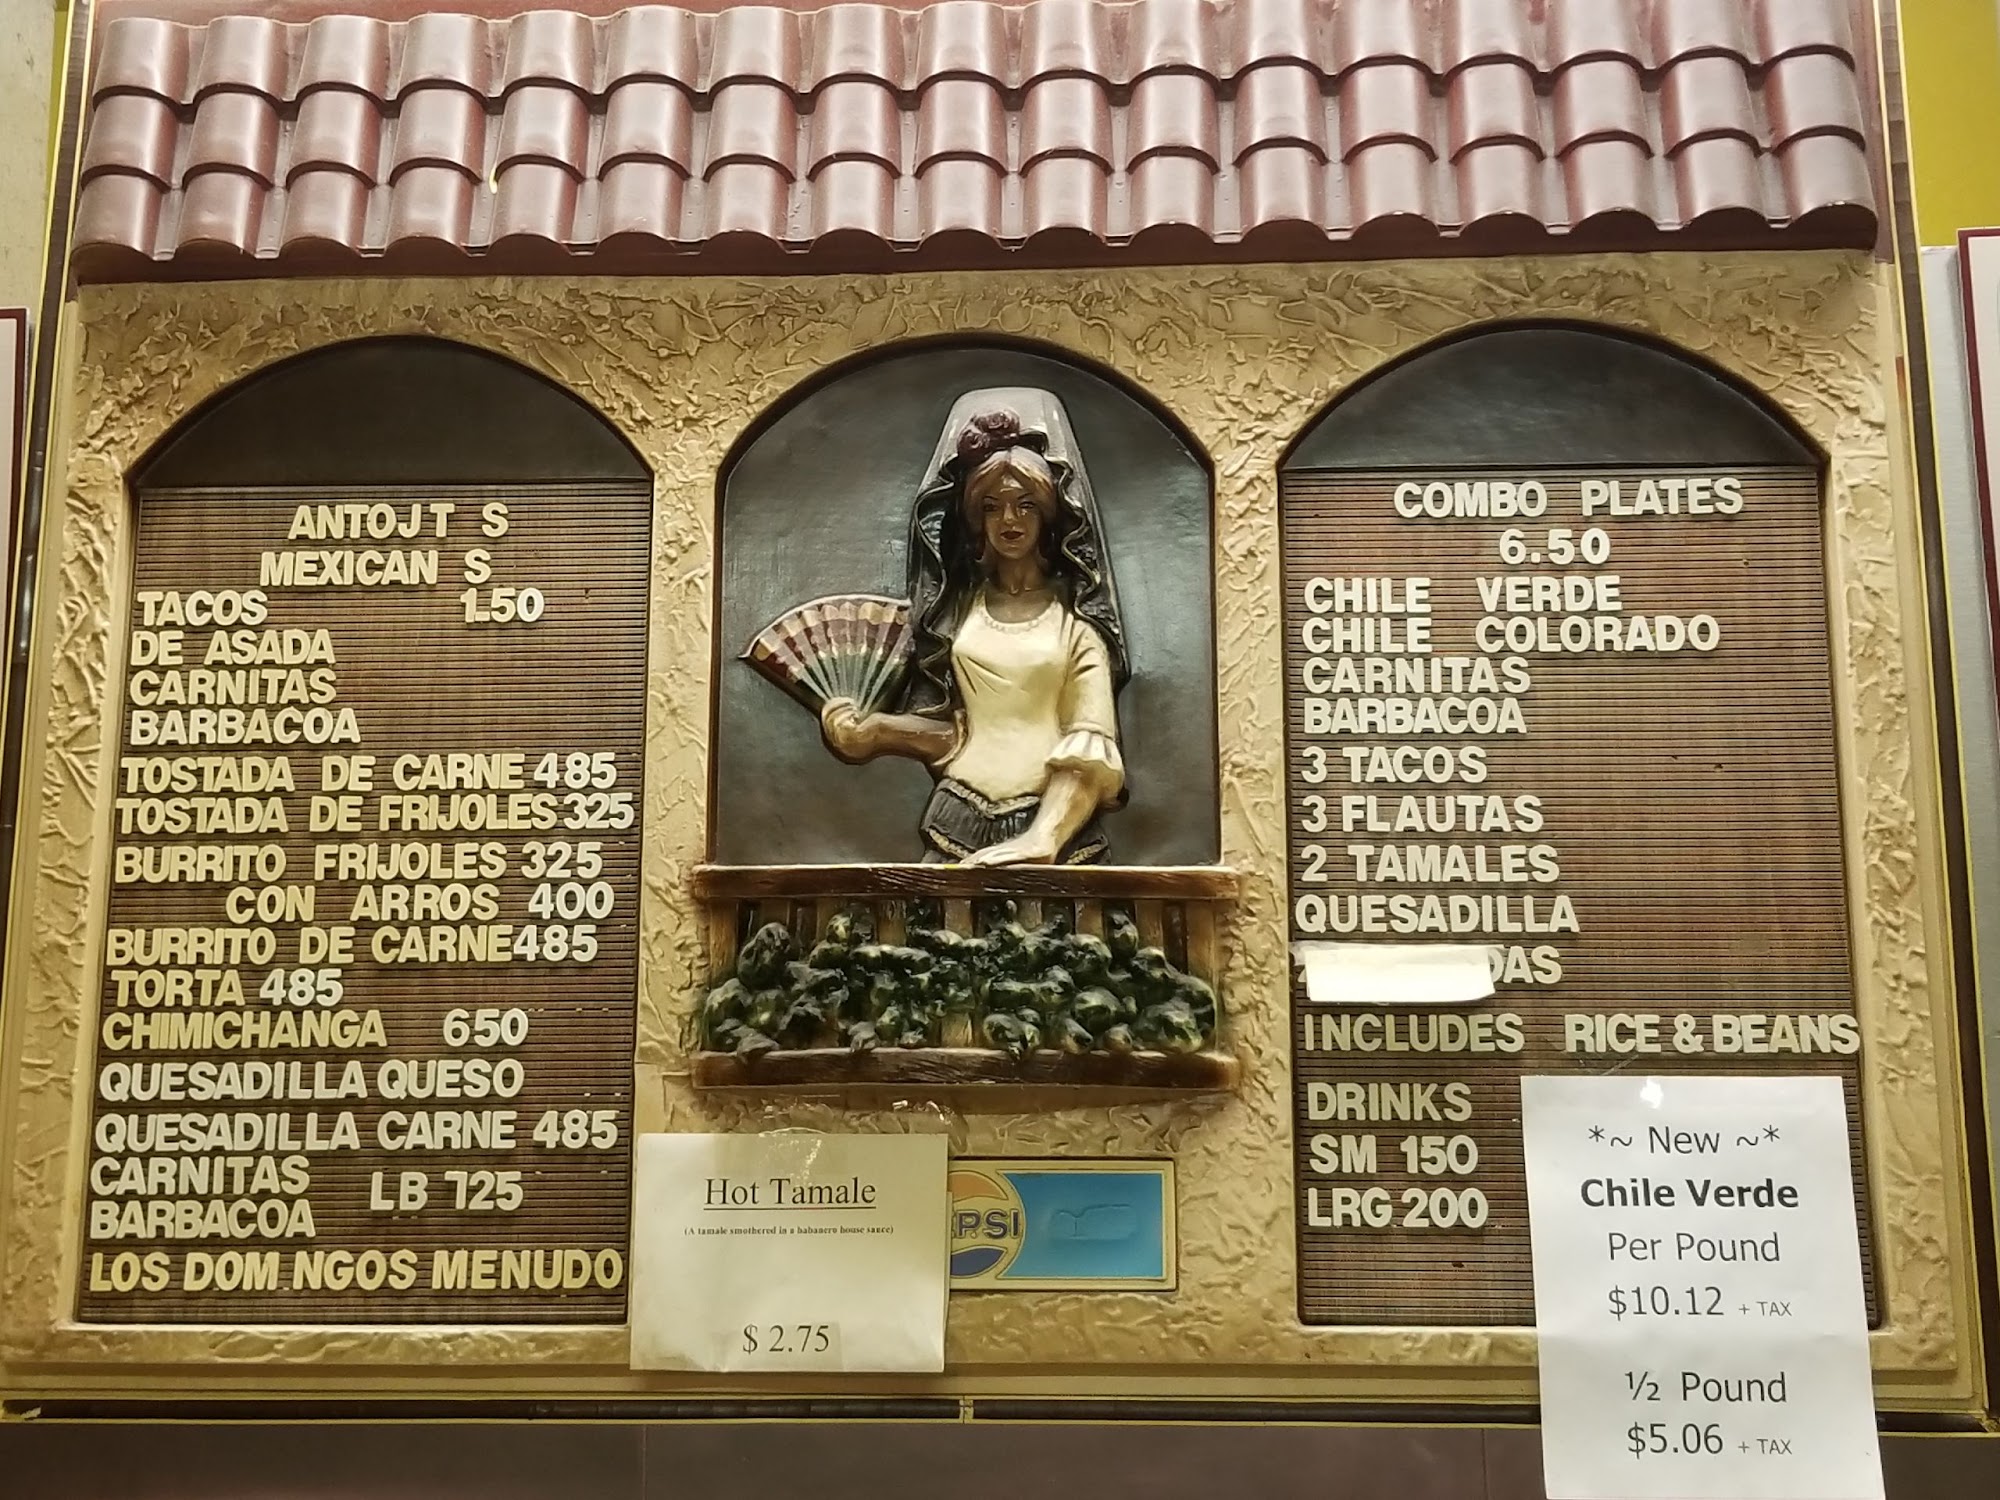 ANTOJT S
MEXICAN S
TACOS 1.50
DE ASADA
CARNITAS
BARBACOA
TOSTADA DE CARNE 485
TOSTADA DE FRIJOLES 325
BURRITO FRIJOLES 325
CON ARROS 400
BURRITO DE CARNE 485
TORTA 485
CHIMICHANGA 650
QUESADILLA QUESO
QUESADILLA CARNE 485
CARNITAS
LB 725
BARBACOA
LOS DOM NGOS MENUDO
Hot Tamale
(A tamale smothered in a habanero house sauce)
$ 2.75
PSI
COMBO PLATES
6.50
CHILE VERDE
CHILE COLORADO
CARNITAS
BARBACOA
3 TACOS
3 FLAUTAS
2 TAMALES
QUESADILLA
DAS
INCLUDES RICE & BEANS
DRINKS
SM 150
LRG 200
*~ New ~*
Chile Verde
Per Pound
$10.12 + TAX
½ Pound
$5.06 + TAX